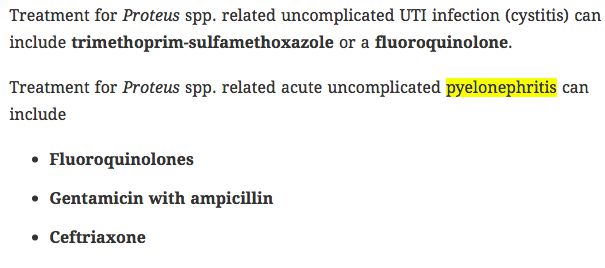 Treatment for Proteus spp. related uncomplicated UTI infection (cystitis) can
include trimethoprim-sulfamethoxazole or a fluoroquinolone.
Treatment for Proteus spp. related acute uncomplicated pyelonephritis can
include
• Fluoroquinolones
• Gentamicin with ampicillin
• Ceftriaxone